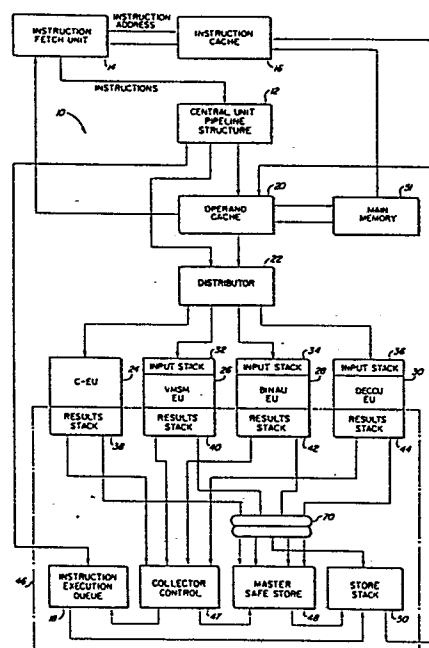 INSTRUCTION FETCH UNIT
14
INSTRUCTION ADDRESS
INSTRUCTION CACHE
16
INSTRUCTIONS
10
12
CENTRAL UNIT PIPELINE STRUCTURE
20
OPERAND CACHE
51
MAIN MEMORY
22
DISTRIBUTOR
24
C-EU
RESULTS STACK
38
32
INPUT STACK
26
VMSM EU
RESULTS STACK
40
34
INPUT STACK
28
BINAU EU
RESULTS STACK
42
36
INPUT STACK
30
DECCU EU
RESULTS STACK
44
70
46
INSTRUCTION EXECUTION QUEUE
18
COLLECTOR CONTROL
47
MASTER SAFE STORE
48
STORE STACK
50